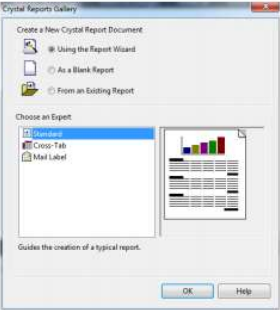 Crystal Reports Gallery
Create a New Crystal Report Document
Using the Report Wizard
As a Blank Report
From an Existing Report
Choose an Expert
Standard
Cross-Tab
Mail Label
Guides the creation of a typical report.
OK
Help